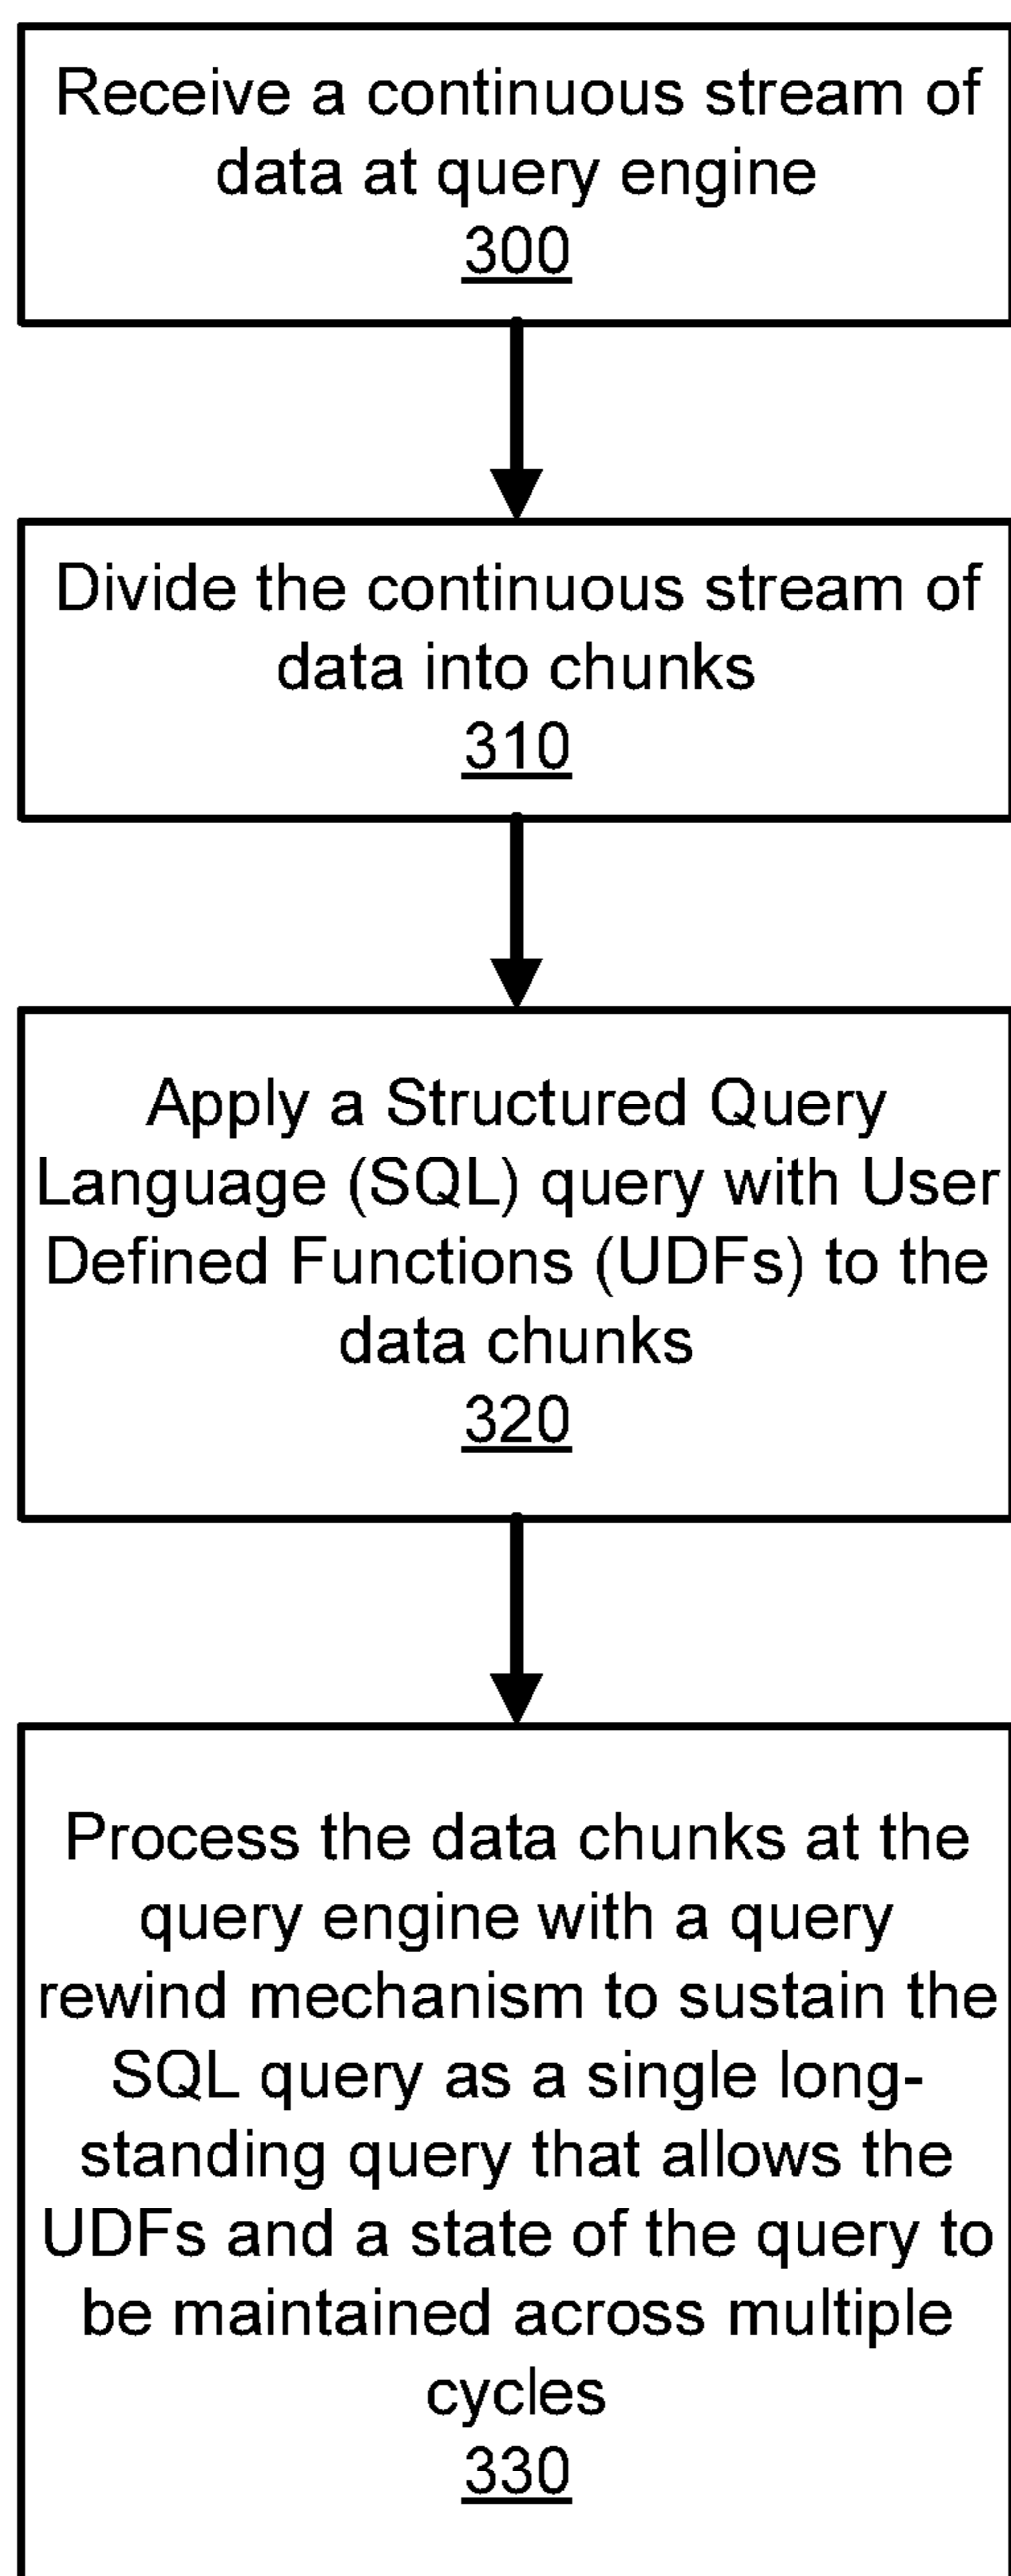 Receive a continuous stream of
data at query engine
300
Divide the continuous stream of
data into chunks
310
Apply a Structured Query
Language (SQL) query with User
Defined Functions (UDFs) to the
data chunks
320
Process the data chunks at the
query engine with a query
rewind mechanism to sustain the
SQL query as a single long-
standing query that allows the
UDFs and a state of the query to
be maintained across multiple
cycles
330